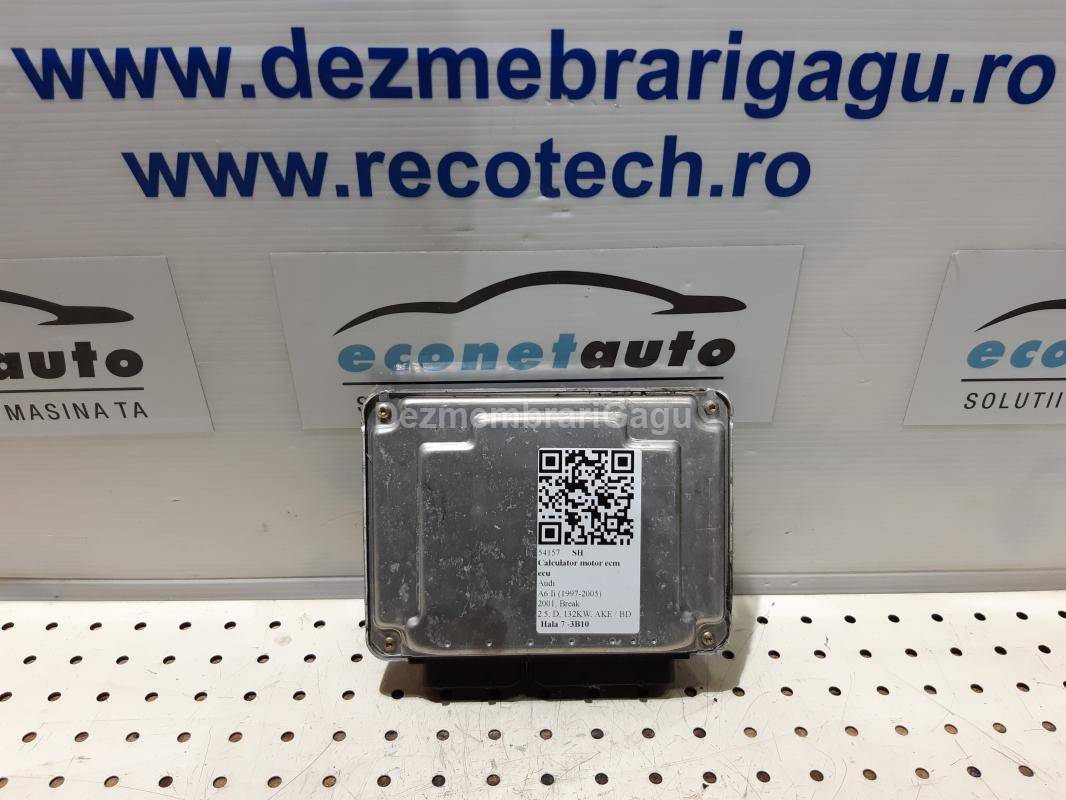 www.dezmebrarigagu.ro
www.recotech.ro
auto
MASINA TA
econetauto
S
eco
SOLUTII
DezmembrariGagu
54157 SH
Calculator motor ecm
ecu
Audi
A6 Ii (1997-2005)
2001, Break
2.5, D, 132KW, AKE / BD
Hala 7 -3B10